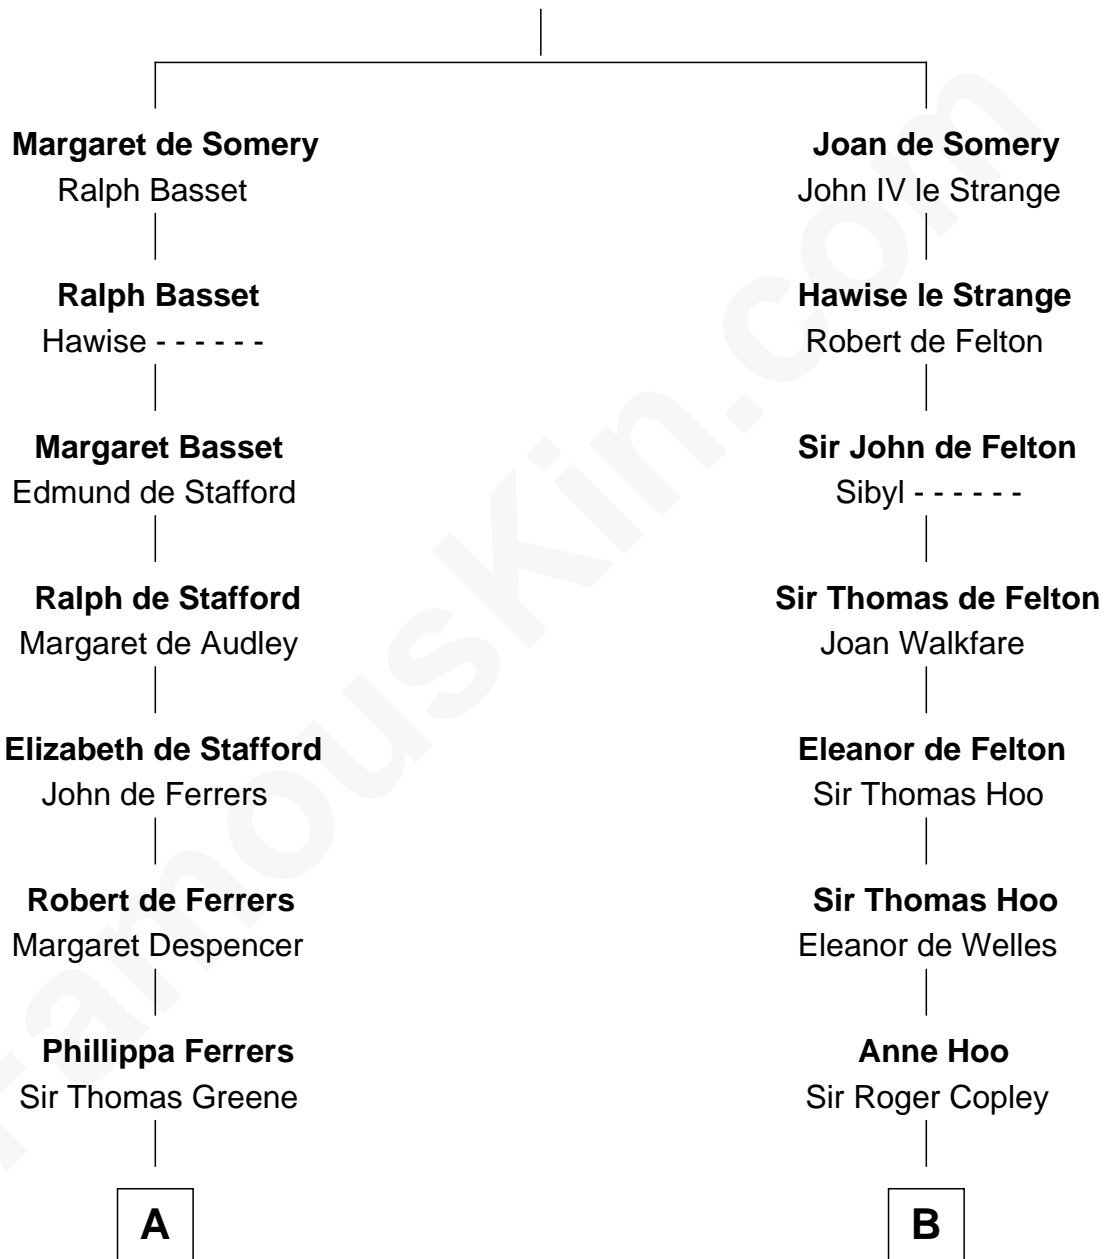 Margaret de Somery
Ralph Basset
Ralph Basset
Hawise - - - - - -
Margaret Basset
Edmund de Stafford
Ralph de Stafford
Margaret de Audley
Elizabeth de Stafford
John de Ferrers
Robert de Ferrers
Margaret Despencer
Phillippa Ferrers
Sir Thomas Greene
A
Joan de Somery
John IV le Strange
Hawise le Strange
Robert de Felton
Sir John de Felton
Sibyl - - - - - -
Sir Thomas de Felton
Joan Walkfare
Eleanor de Felton
Sir Thomas Hoo
Sir Thomas Hoo
Eleanor de Welles
Anne Hoo
Sir Roger Copley
B
FamousKin.com